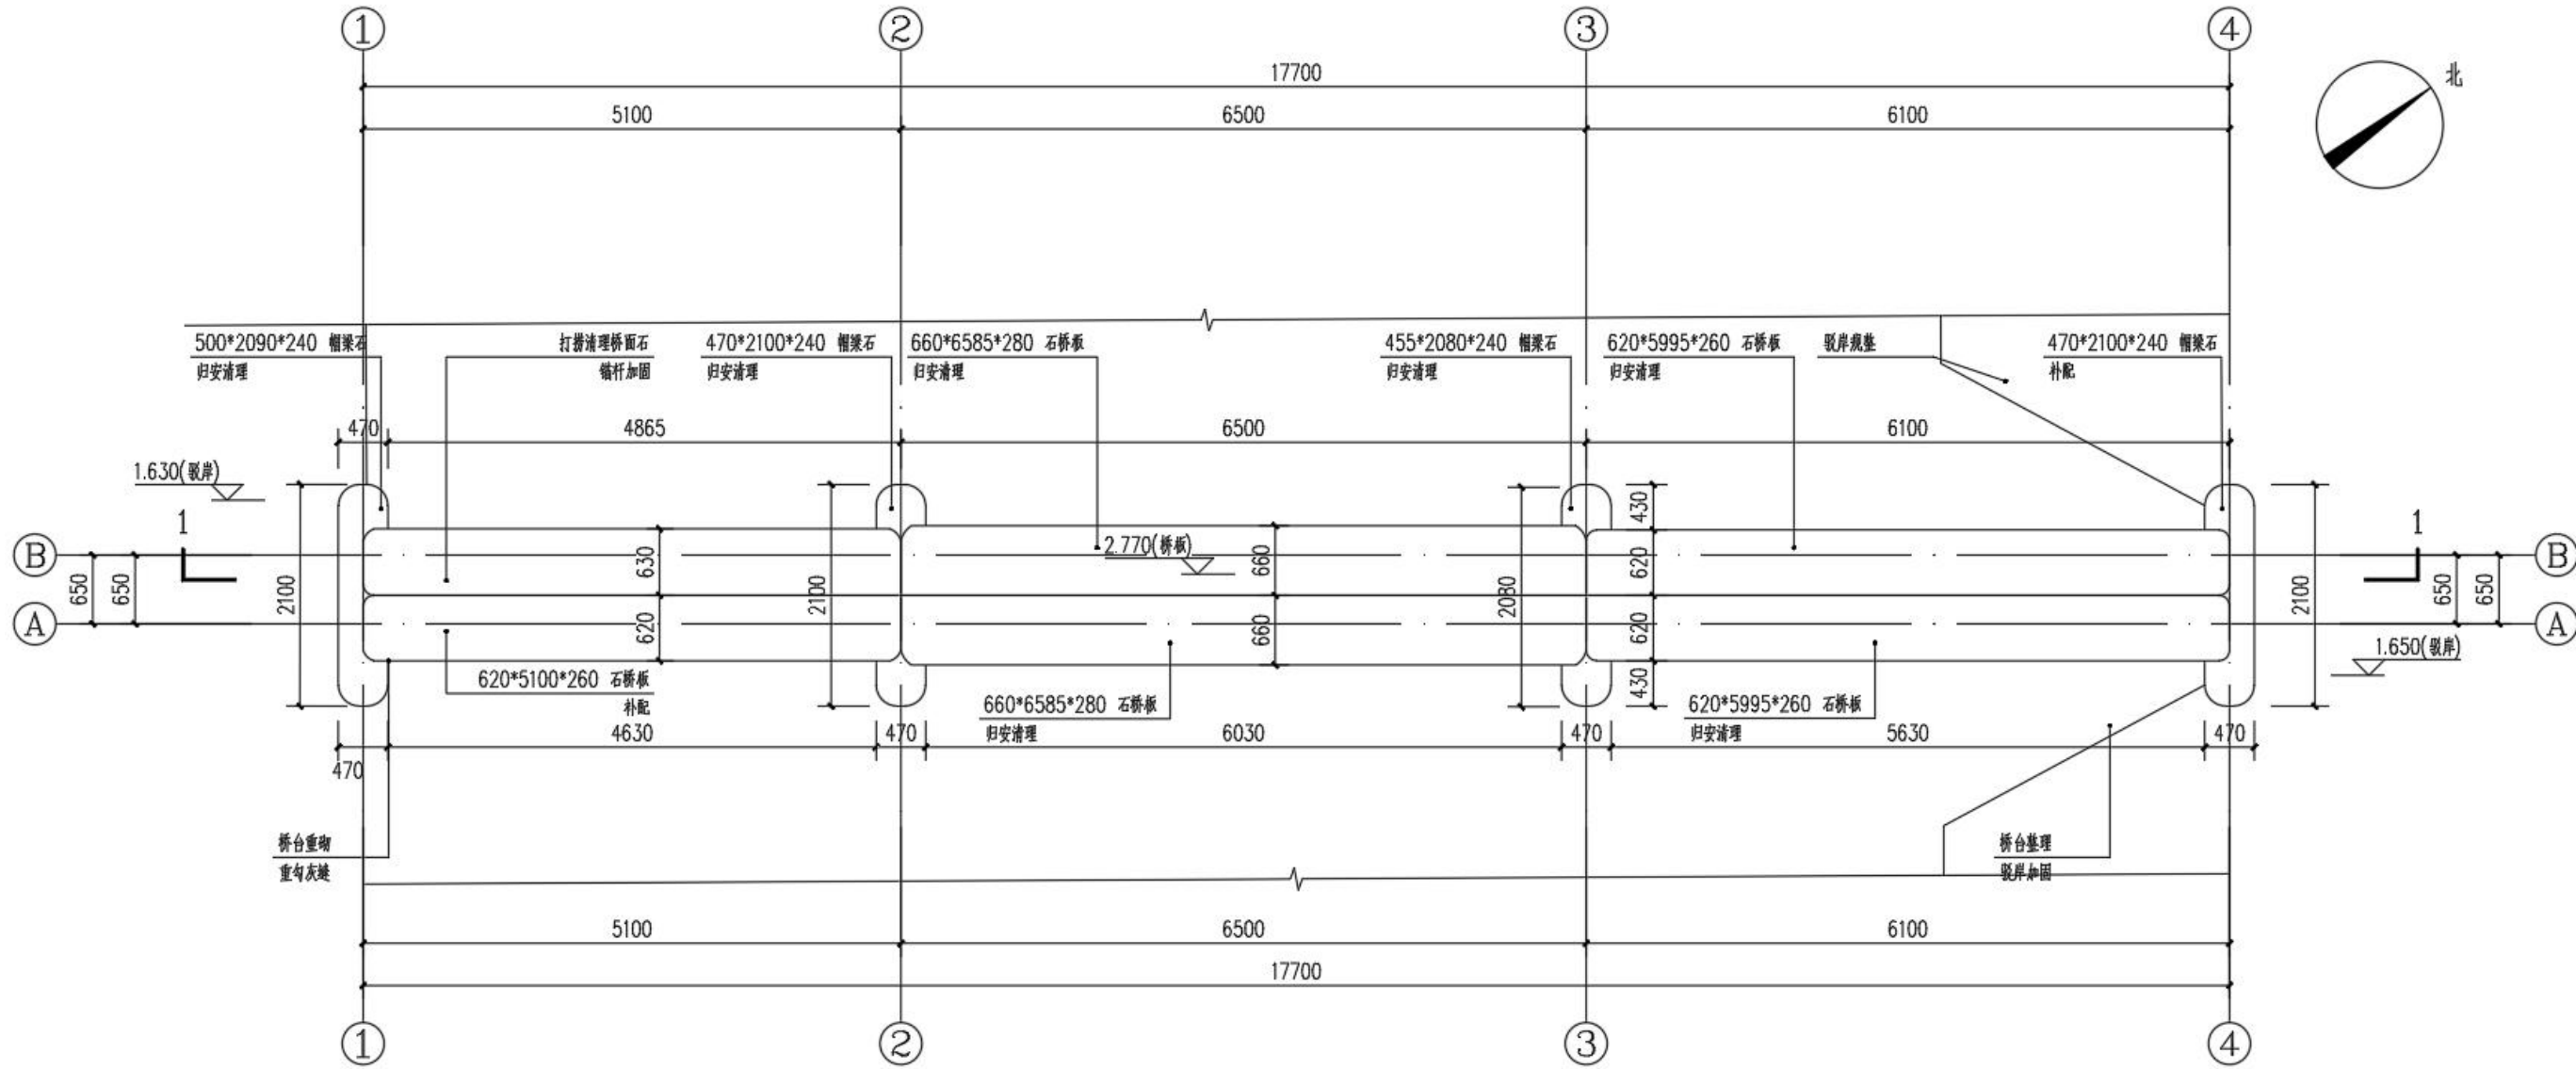 1
2
3
4
17700
5100
6500
6100
北
500*2090*240 帽梁石
归安清理
打捞清理桥面石
锚杆加固
470*2100*240 帽梁石
归安清理
660*6585*280 石桥板
归安清理
455*2080*240 帽梁石
归安清理
620*5995*260 石桥板
归安清理
驳岸规整
470*2100*240 帽梁石
补配
470
4865
6500
6100
1.630(驳岸)
1
1
B
B
A
A
650
650
2100
630
620
2100
2.770(桥板)
660
660
2080
430
620
620
430
2100
650
650
1.650(驳岸)
620*5100*260 石桥板
补配
660*6585*280 石桥板
归安清理
620*5995*260 石桥板
归安清理
470
4630
470
6030
470
5630
470
桥台重砌
重勾灰缝
桥台整理
驳岸加固
5100
6500
6100
17700
1
2
3
4